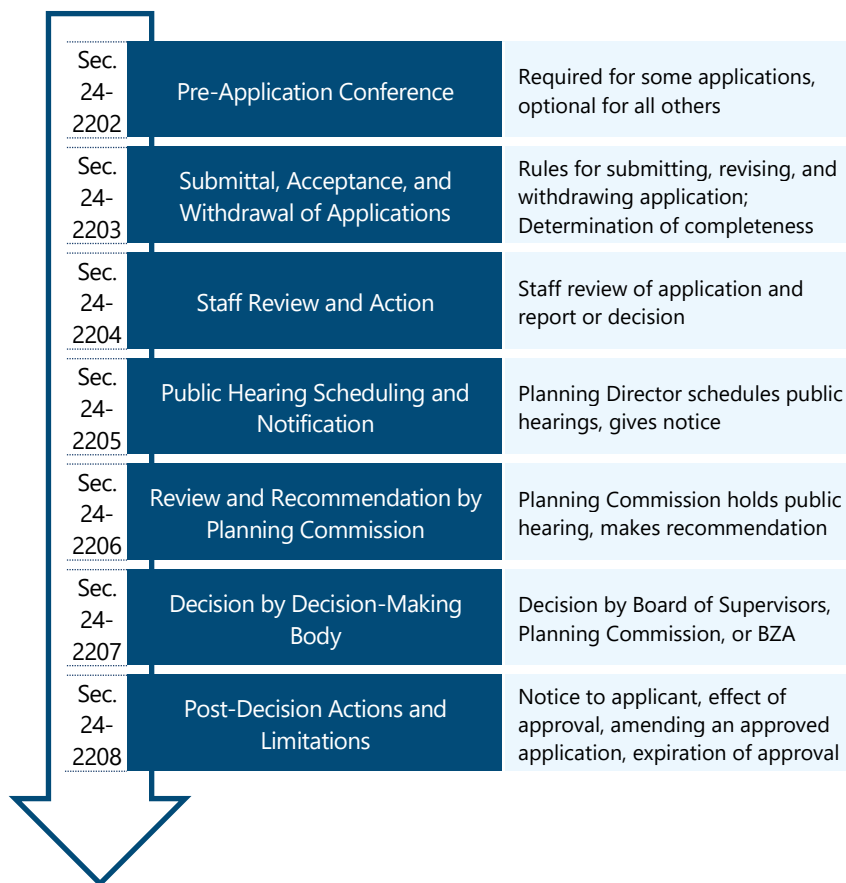 Sec.
24-
2202
Pre-Application Conference
Required for some applications,
optional for all others
Sec.
24-
2203
Submittal, Acceptance, and
Withdrawal of Applications
Rules for submitting, revising, and
withdrawing application;
Determination of completeness
Sec.
24-
2204
Staff Review and Action
Staff review of application and
report or decision
Sec.
24-
2205
Public Hearing Scheduling and
Notification
Planning Director schedules public
hearings, gives notice
Sec.
24-
2206
Review and Recommendation by
Planning Commission
Planning Commission holds public
hearing, makes recommendation
Sec.
24-
2207
Decision by Decision-Making
Body
Decision by Board of Supervisors,
Planning Commission, or BZA
Sec.
24-
2208
Post-Decision Actions and
Limitations
Notice to applicant, effect of
approval, amending an approved
application, expiration of approval